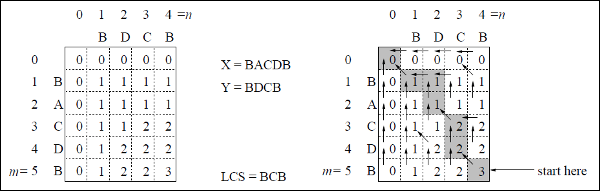 0 1 2 3 4 =n
B D C B
0 0 0 0 0 0
1 B 0 1 1 1 1
2 A 0 1 1 1 1
3 C 0 1 1 2 2
4 D 0 1 2 2 2
m= 5 B 0 1 2 2 3
X = BACDB
Y = BDCB
LCS = BCB
0 1 2 3 4 =n
B D C B
0 0 0 0 0 0
1 B 0 1 1 1 1
2 A 0 1 1 1 1
3 C 0 1 1 2 2
4 D 0 1 2 2 2
m= 5 B 0 1 2 2 3
start here